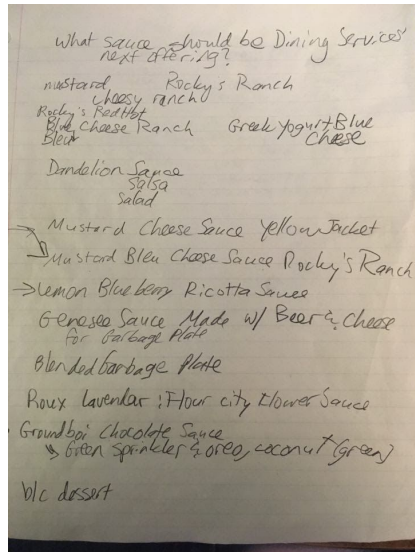 What sauce should be Dining Services'
next offering?
mustard Rocky's Ranch
cheesy ranch
Rocky's RedHot
Blue Cheese Ranch Greek Yogurt Blue
Bleu Cheese
Dandelion Sauce
Salsa
Salad
→ Mustard Cheese Sauce Yellow Jacket
Mustard Bleu Cheese Sauce Rocky's Ranch
→ Lemon Blueberry Ricotta Sauce
Genesee Sauce Made w/ Beer & Cheese
for Garbage Plate
Blended Garbage Plate
Roux Lavendar: Flour city Flower Sauce
Groundboi Chocolate Sauce
↳ Green Sprinkles & oreo, coconut (green)
b/c dessert